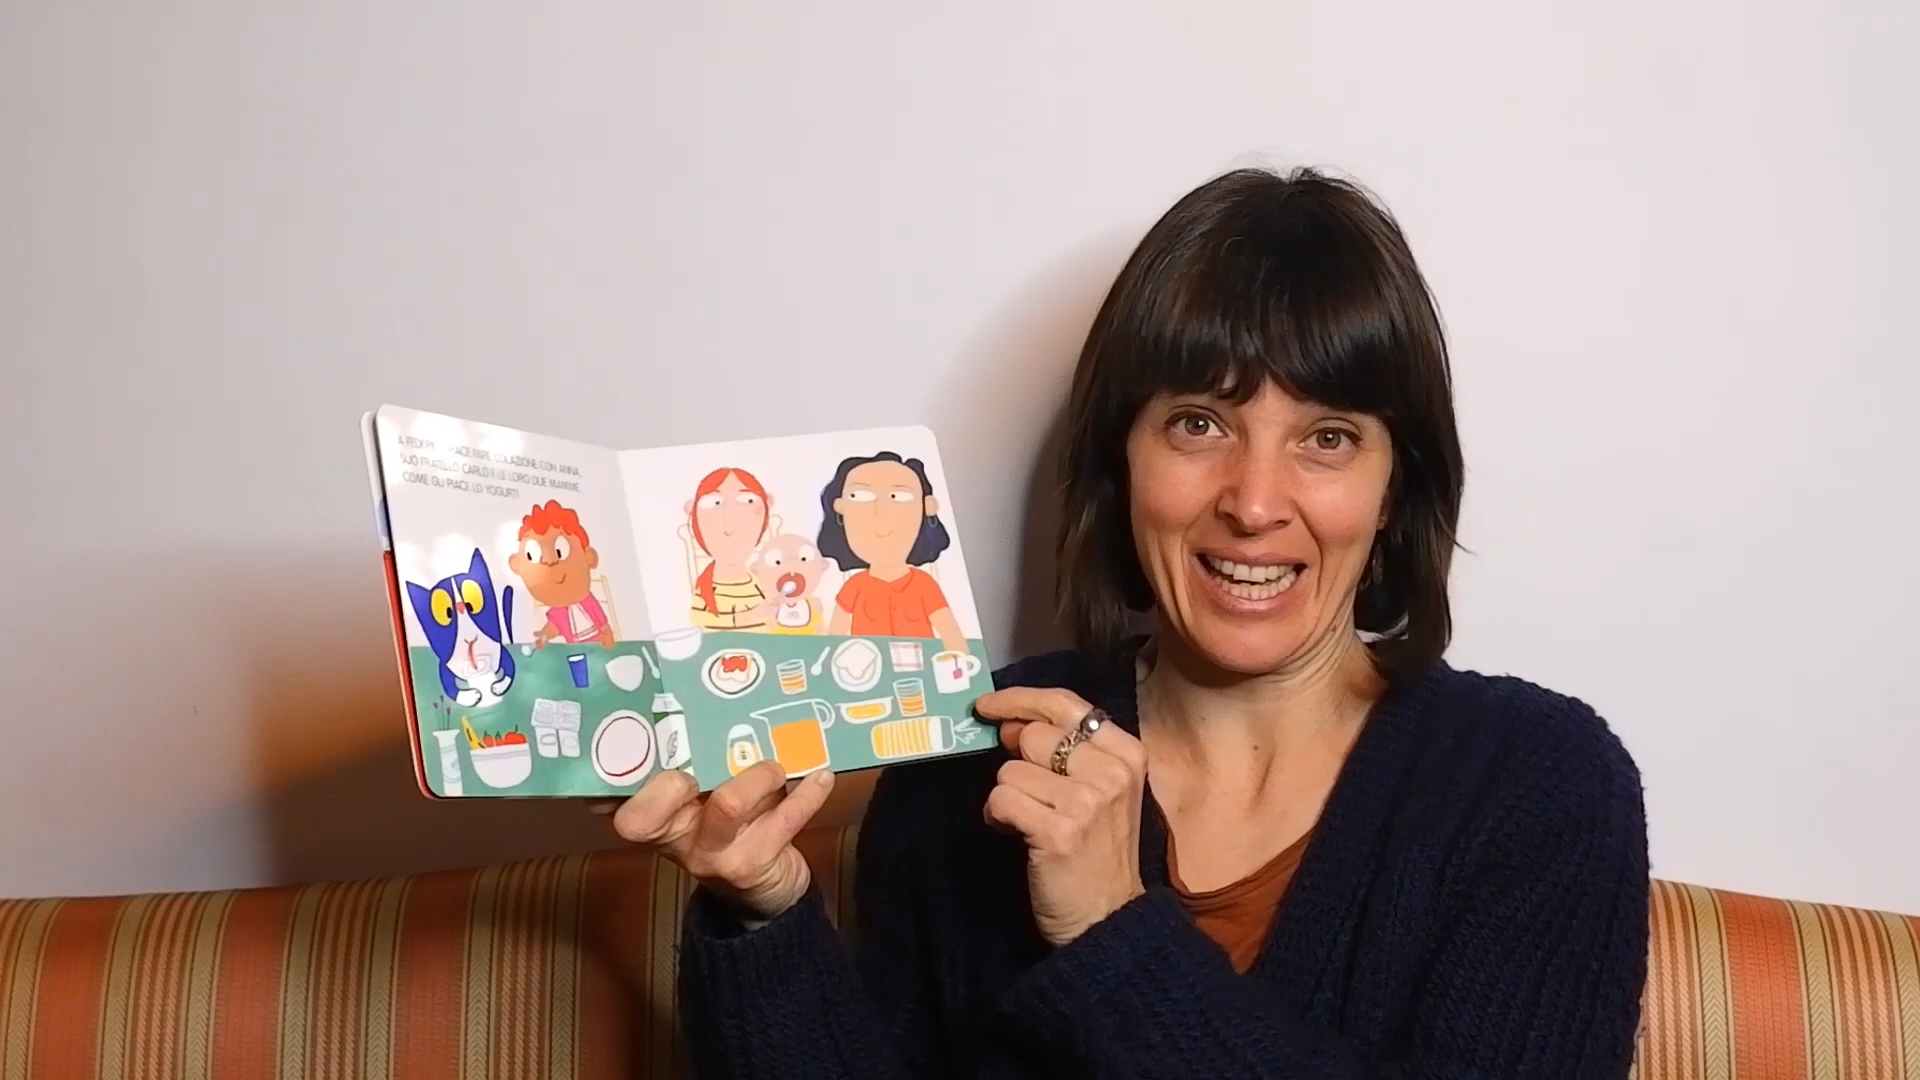 A PIACE FARE COLAZIONE CON ANNA,
SUO FRATELLO CARLO E LE LORO DUE MAMME.
COME GLI PIACE LO YOGURT!